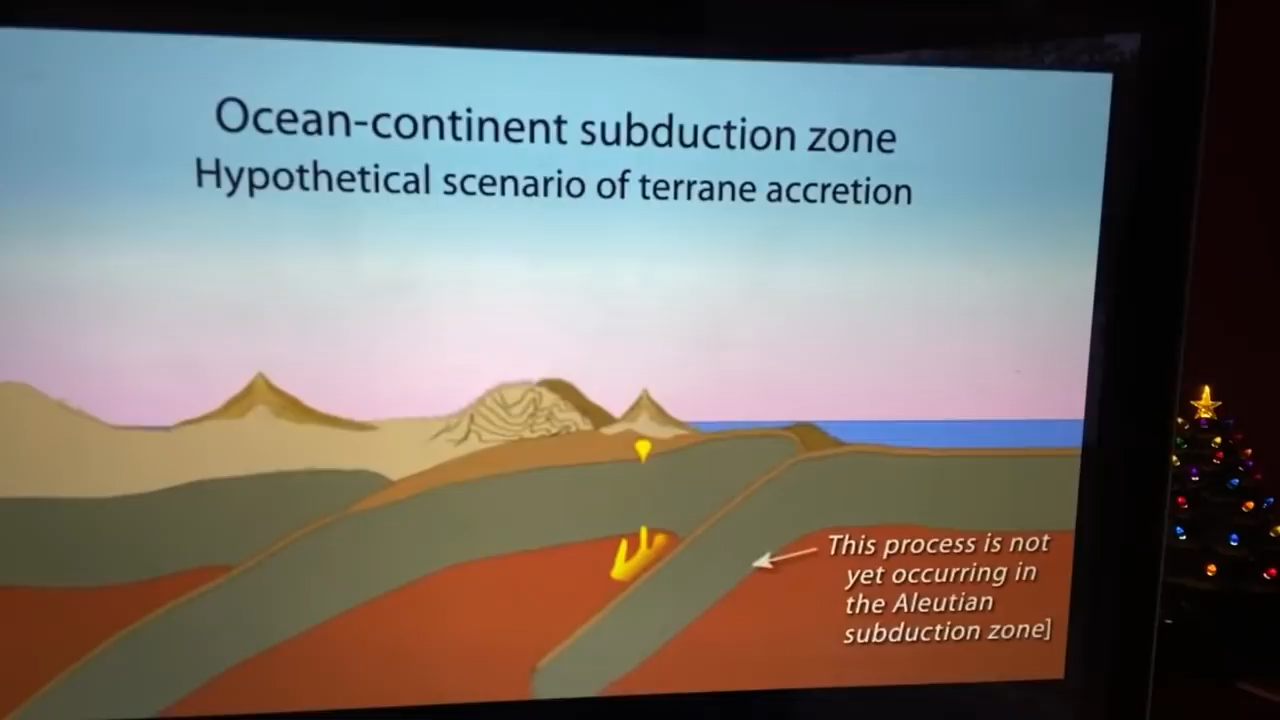 Ocean-continent subduction zone
Hypothetical scenario of terrane accretion
This process is not
yet occurring in
the Aleutian
subduction zone]